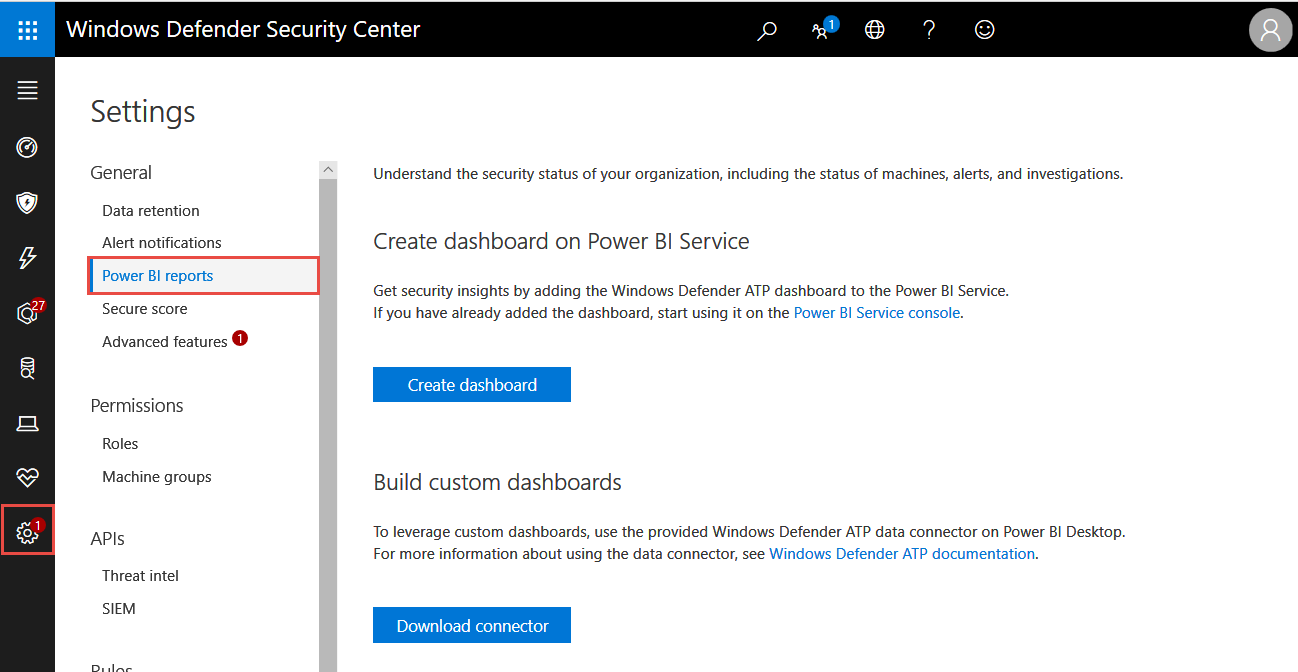 Windows Defender Security Center
1
Settings
General
Data retention
Alert notifications
Power BI reports
Secure score
Advanced features 1
Permissions
Roles
Machine groups
APIs
Threat intel
SIEM
Rules
27
1
Understand the security status of your organization, including the status of machines, alerts, and investigations.
Create dashboard on Power BI Service
Get security insights by adding the Windows Defender ATP dashboard to the Power BI Service.
If you have already added the dashboard, start using it on the Power BI Service console.
Create dashboard
Build custom dashboards
To leverage custom dashboards, use the provided Windows Defender ATP data connector on Power BI Desktop.
For more information about using the data connector, see Windows Defender ATP documentation.
Download connector